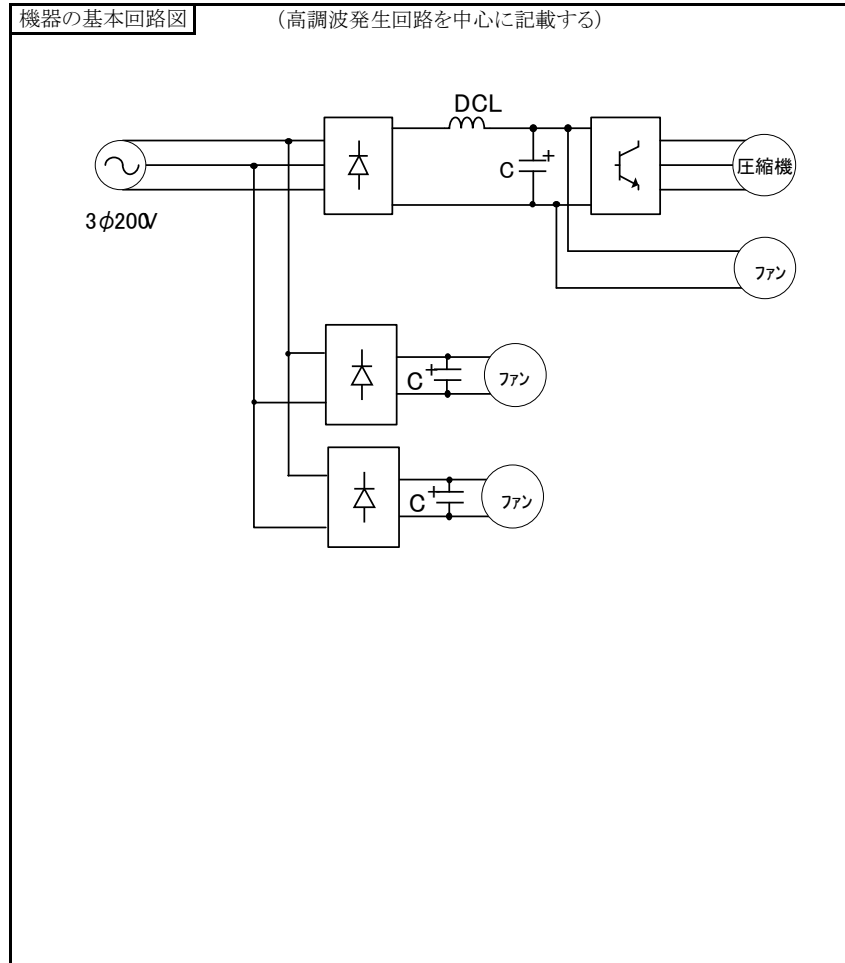 機器の基本回路図 (高調波発生回路を中心に記載する)
DCL
C +
圧縮機
3φ200V
ファン
C +
ファン
C +
ファン